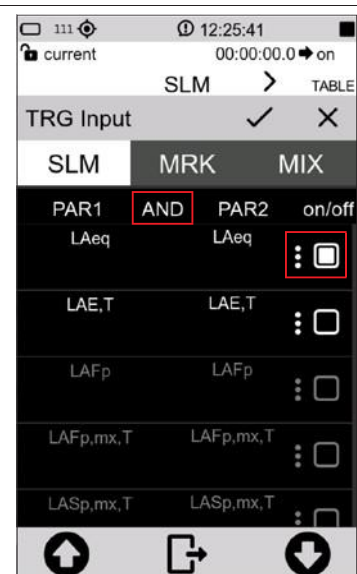 111 12:25:41
current 00:00:00.0 on
SLM > TABLE
TRG Input
SLM MRK MIX
PAR1 AND PAR2 on/off
LAeq LAeq
LAE,T LAE,T
LAFp LAFp
LAFp,mx,T LAFp,mx,T
LASp,mx,T LASp,mx,T